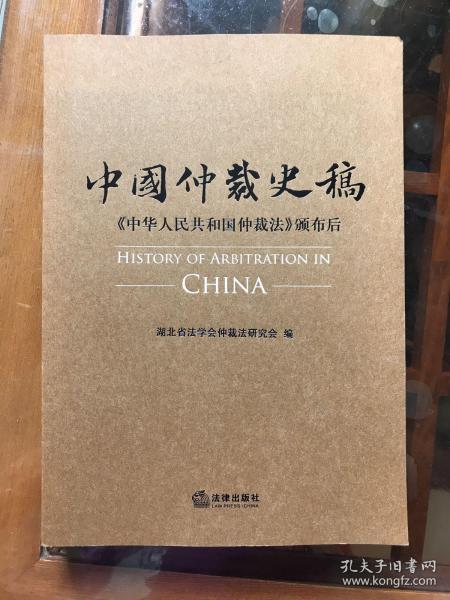 中國仲裁史稿
《中华人民共和国仲裁法》颁布后
HISTORY OF ARBITRATION IN
CHINA
湖北省法学会仲裁法研究会 编
法律出版社
LAW PRESS·CHINA
孔夫子旧书网
www.kongfz.com